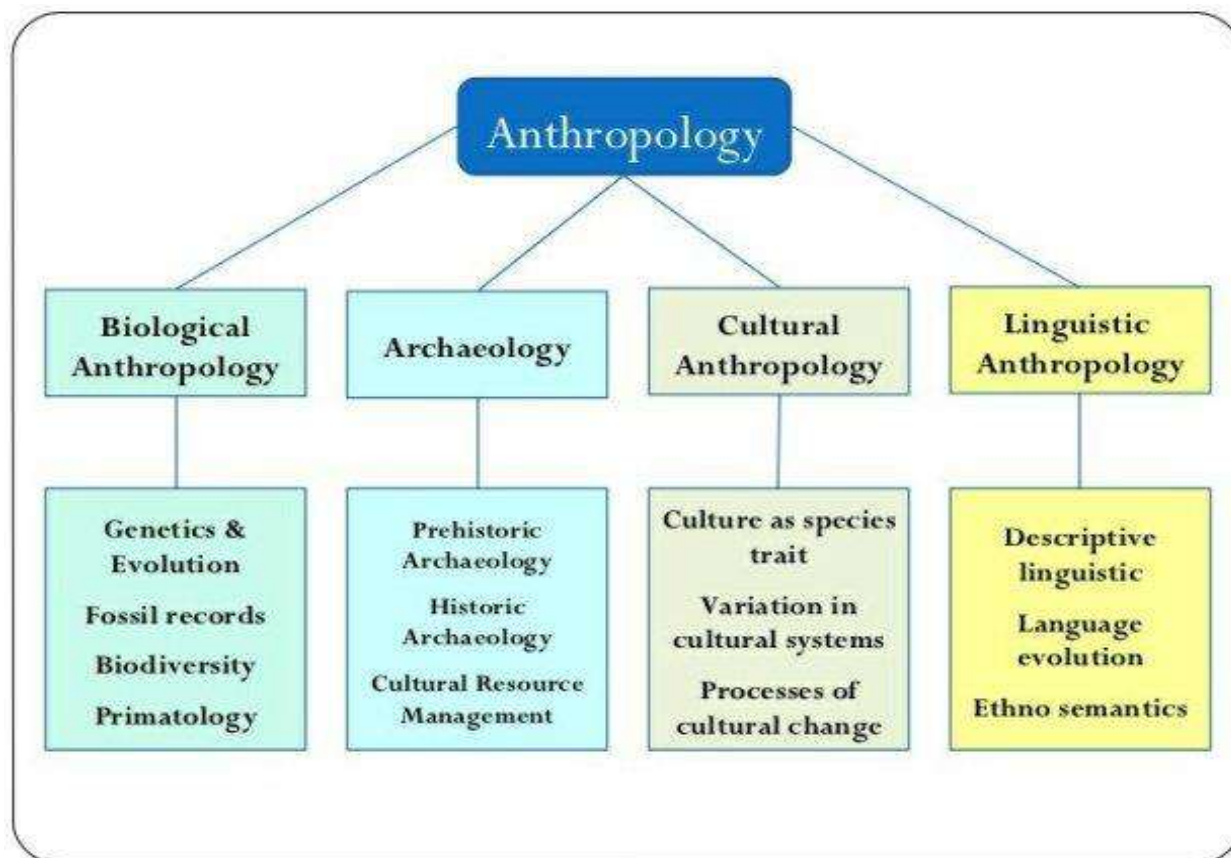 Anthropology
Biological
Anthropology
Archaeology
Cultural
Anthropology
Linguistic
Anthropology
Genetics &
Evolution
Fossil records
Biodiversity
Primatology
Prehistoric
Archaeology
Historic
Archaeology
Cultural Resource
Management
Culture as species
trait
Variation in
cultural systems
Processes of
cultural change
Descriptive
linguistic
Language
evolution
Ethno semantics